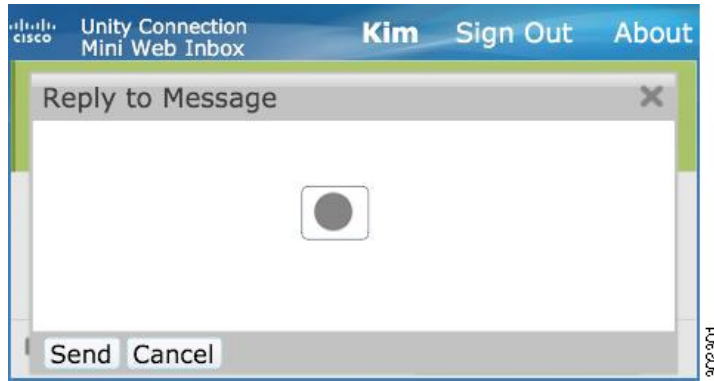 cisco
Unity Connection
Mini Web Inbox
Kim
Sign Out
About
Reply to Message
Send
Cancel